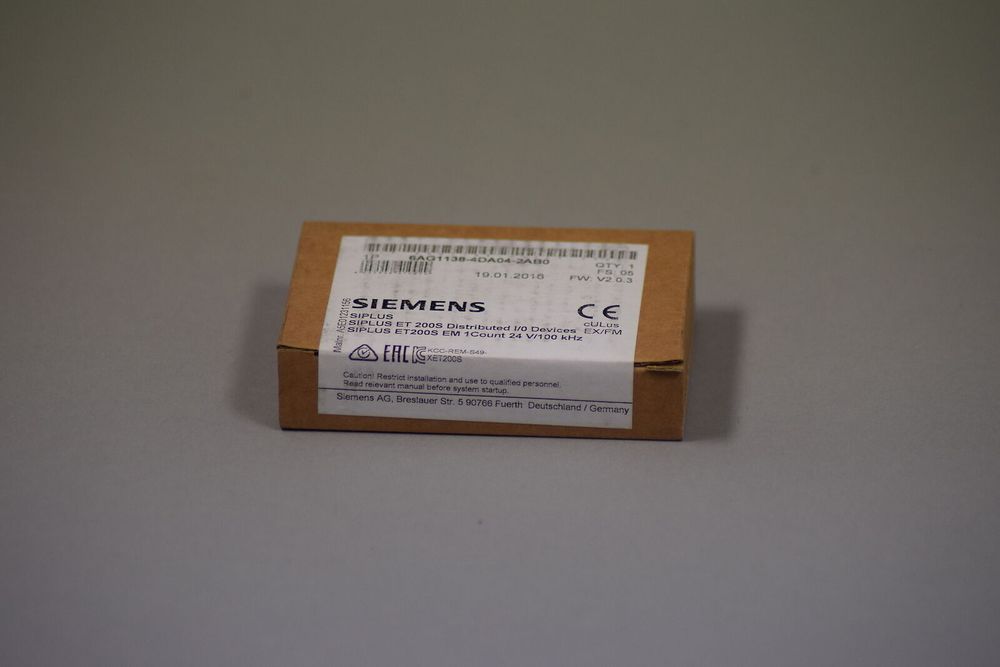 1P 6AG1138-4DA04-2AB0
QTY: 1
FS: 05
19.01.2016
FW: V2.0.3
SIEMENS
CE
SIPLUS
cULus
SIPLUS ET 200S Distributed I/0 Devices EX/FM
SIPLUS ET200S EM 1Count 24 V/100 kHz
EAC KCC-REM-S49-
XET200S
Caution! Restrict installation and use to qualified personnel.
Read relevant manual before system startup.
Siemens AG, Breslauer Str. 5 90766 Fuerth Deutschland / Germany